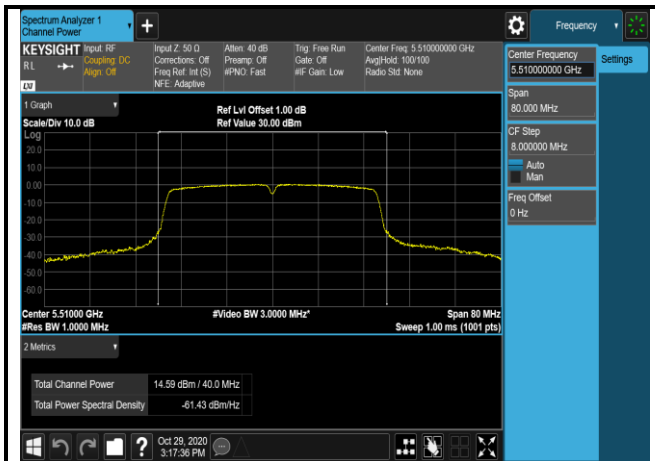 Spectrum Analyzer 1
Channel Power
+
Frequency
KEYSIGHT
RL
LXI
Input: RF
Coupling: DC
Align: Off
Input Z: 50 Ω
Corrections: Off
Freq Ref: Int (S)
NFE: Adaptive
Atten: 40 dB
Preamp: Off
#PNO: Fast
Trig: Free Run
Gate: Off
#IF Gain: Low
Center Freq: 5.510000000 GHz
Avg|Hold: 100/100
Radio Std: None
Center Frequency
5.510000000 GHz
Settings
Span
80.000 MHz
CF Step
8.000000 MHz
Auto
Man
Freq Offset
0 Hz
1 Graph
Scale/Div 10.0 dB
Ref Lvl Offset 1.00 dB
Ref Value 30.00 dBm
Log
20.0
10.0
0.00
-10.0
-20.0
-30.0
-40.0
-50.0
-60.0
Center 5.51000 GHz
#Video BW 3.0000 MHz*
Span 80 MHz
#Res BW 1.0000 MHz
Sweep 1.00 ms (1001 pts)
2 Metrics
Total Channel Power 14.59 dBm / 40.0 MHz
Total Power Spectral Density -61.43 dBm/Hz
?
Oct 29, 2020
3:17:36 PM